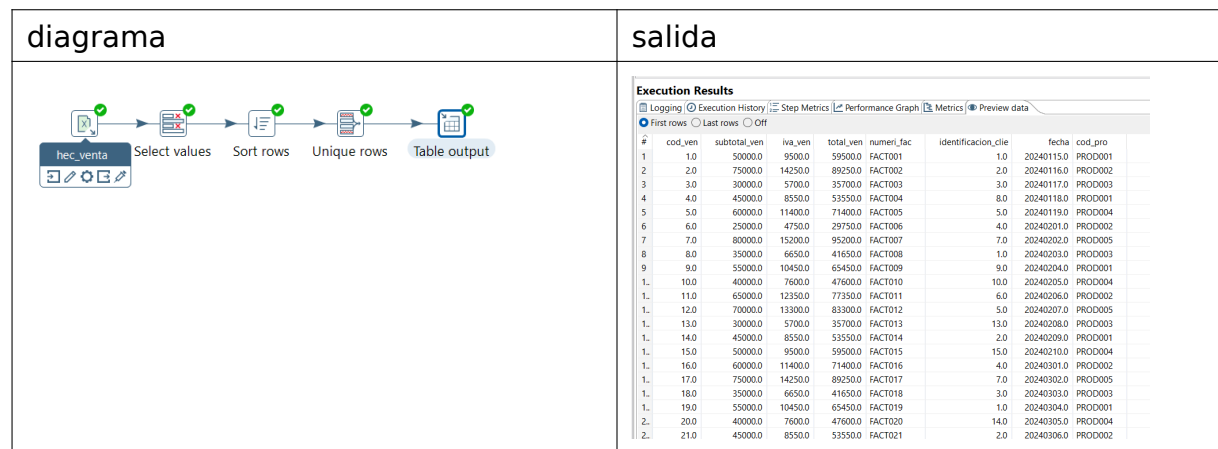 diagrama
salida
hec_venta
Select values
Sort rows
Unique rows
Table output
Execution Results
Logging Execution History Step Metrics Performance Graph Metrics Preview data
First rows Last rows Off
# cod_ven subtotal_ven iva_ven total_ven numeri_fac identificacion_clie fecha cod_pro
1 1.0 50000.0 9500.0 59500.0 FACT001 1.0 20240115.0 PROD001
2 2.0 75000.0 14250.0 89250.0 FACT002 2.0 20240116.0 PROD002
3 3.0 30000.0 5700.0 35700.0 FACT003 3.0 20240117.0 PROD003
4 4.0 45000.0 8550.0 53550.0 FACT004 8.0 20240118.0 PROD001
5 5.0 60000.0 11400.0 71400.0 FACT005 5.0 20240119.0 PROD004
6 6.0 25000.0 4750.0 29750.0 FACT006 4.0 20240201.0 PROD002
7 7.0 80000.0 15200.0 95200.0 FACT007 7.0 20240202.0 PROD005
8 8.0 35000.0 6650.0 41650.0 FACT008 1.0 20240203.0 PROD003
9 9.0 55000.0 10450.0 65450.0 FACT009 9.0 20240204.0 PROD001
1.. 10.0 40000.0 7600.0 47600.0 FACT010 10.0 20240205.0 PROD004
1.. 11.0 65000.0 12350.0 77350.0 FACT011 6.0 20240206.0 PROD002
1.. 12.0 70000.0 13300.0 83300.0 FACT012 5.0 20240207.0 PROD005
1.. 13.0 30000.0 5700.0 35700.0 FACT013 13.0 20240208.0 PROD003
1.. 14.0 45000.0 8550.0 53550.0 FACT014 2.0 20240209.0 PROD001
1.. 15.0 50000.0 9500.0 59500.0 FACT015 15.0 20240210.0 PROD004
1.. 16.0 60000.0 11400.0 71400.0 FACT016 4.0 20240301.0 PROD002
1.. 17.0 75000.0 14250.0 89250.0 FACT017 7.0 20240302.0 PROD005
1.. 18.0 35000.0 6650.0 41650.0 FACT018 3.0 20240303.0 PROD003
1.. 19.0 55000.0 10450.0 65450.0 FACT019 1.0 20240304.0 PROD001
2.. 20.0 40000.0 7600.0 47600.0 FACT020 14.0 20240305.0 PROD004
2.. 21.0 45000.0 8550.0 53550.0 FACT021 2.0 20240306.0 PROD002